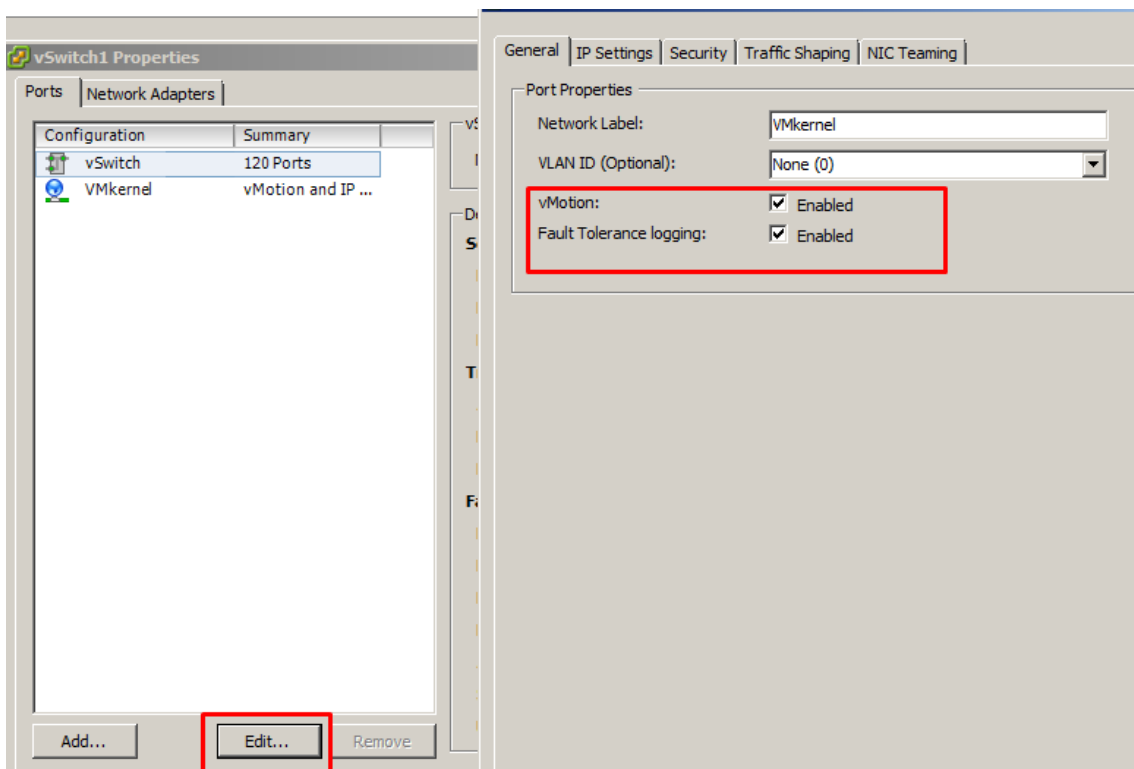 vSwitch1 Properties
Ports Network Adapters
Configuration Summary
vSwitch 120 Ports
VMkernel vMotion and IP ...
Add... Edit... Remove
General IP Settings Security Traffic Shaping NIC Teaming
Port Properties
Network Label: VMkernel
VLAN ID (Optional): None (0)
vMotion: Enabled
Fault Tolerance logging: Enabled